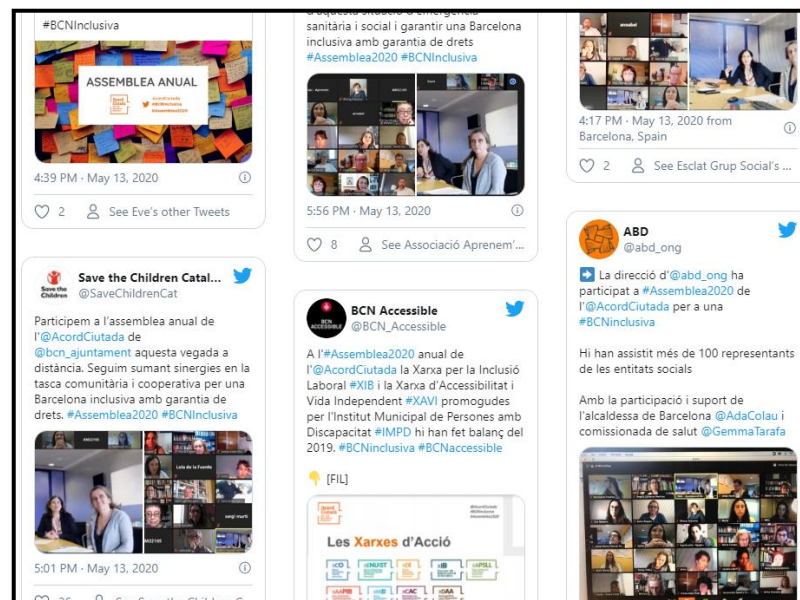 #BCNInclusiva
ASSEMBLEA ANUAL
4:39 PM · May 13, 2020
2 See Eve's other Tweets
Save the Children Catal...
@SaveChildrenCat
Participem a l'assemblea anual de
l'@AcordCiutada de
@bcn_ajuntament aquesta vegada a
distància. Seguim sumant sinergies en la
tasca comunitària i cooperativa per una
Barcelona inclusiva amb garantia de
drets. #Assemblea2020 #BCNInclusiva
5:01 PM · May 13, 2020
sanitària i social i garantir una Barcelona
inclusiva amb garantia de drets
#Assemblea2020 #BCNInclusiva
5:56 PM · May 13, 2020
8 See Associació Aprenem'...
BCN Accessible
@BCN_Accessible
A l'#Assemblea2020 anual de
l'@AcordCiutada la Xarxa per la Inclusió
Laboral #XIB i la Xarxa d'Accessibilitat i
Vida Independent #XAVI promogudes
per l'Institut Municipal de Persones amb
Discapacitat #IMPD hi han fet balanç del
2019. #BCNinclusiva #BCNaccessible
[FIL]
Les Xarxes d'Acció
4:17 PM · May 13, 2020 from
Barcelona, Spain
2 See Esclat Grup Social's ...
ABD
@abd_ong
La direcció d'@abd_ong ha
participat a #Assemblea2020 de
l'@AcordCiutada per a una
#BCNinclusiva
Hi han assistit més de 100 representants
de les entitats socials
Amb la participació i suport de
l'alcaldessa de Barcelona @AdaColau i
comissionada de salut @GemmaTarafa